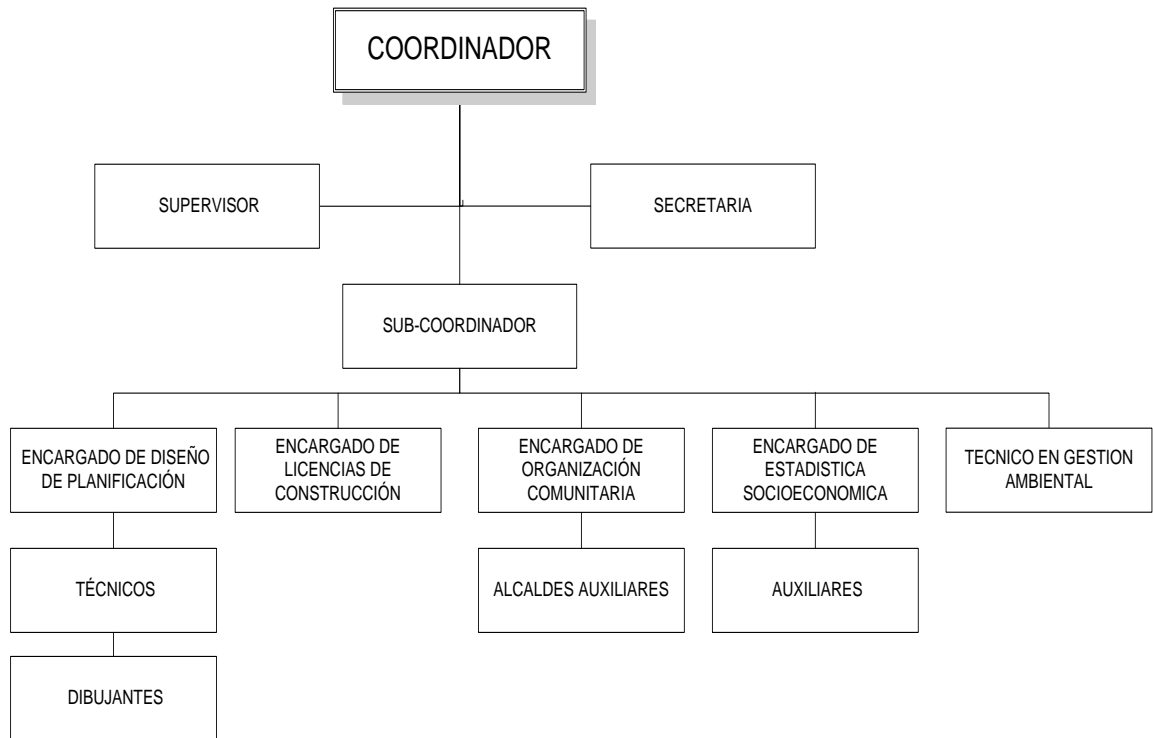 COORDINADOR
SUPERVISOR
SECRETARIA
SUB-COORDINADOR
ENCARGADO DE DISEÑO
DE PLANIFICACIÓN
ENCARGADO DE
LICENCIAS DE
CONSTRUCCIÓN
ENCARGADO DE
ORGANIZACIÓN
COMUNITARIA
ENCARGADO DE
ESTADISTICA
SOCIOECONOMICA
TECNICO EN GESTION
AMBIENTAL
TÉCNICOS
ALCALDES AUXILIARES
AUXILIARES
DIBUJANTES